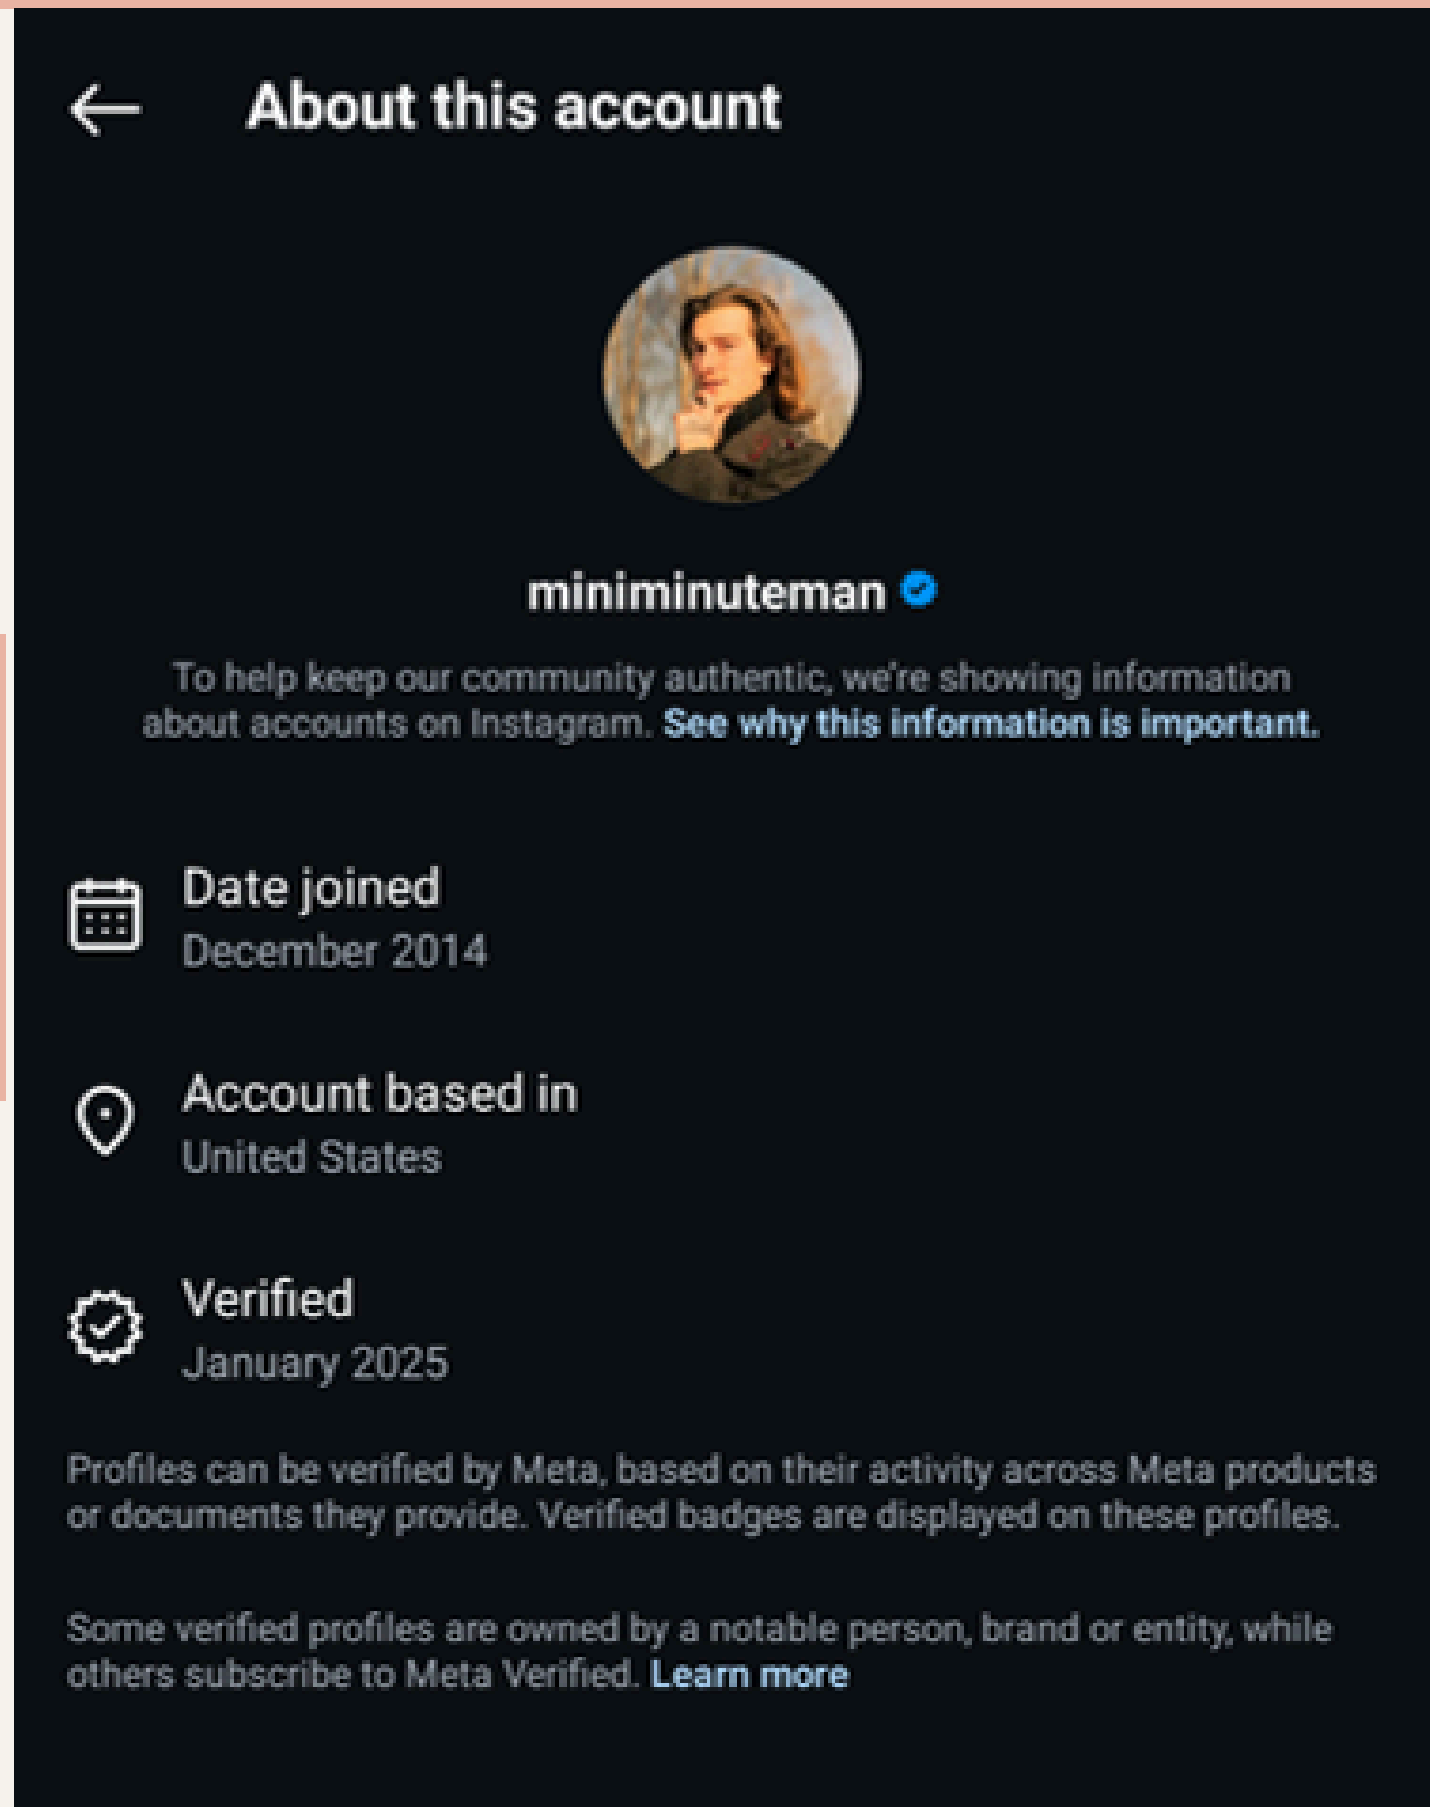 About this account
miniminuteman
To help keep our community authentic, we're showing information
about accounts on Instagram. See why this information is important.
Date joined
December 2014
Account based in
United States
Verified
January 2025
Profiles can be verified by Meta, based on their activity across Meta products
or documents they provide. Verified badges are displayed on these profiles.
Some verified profiles are owned by a notable person, brand or entity, while
others subscribe to Meta Verified. Learn more